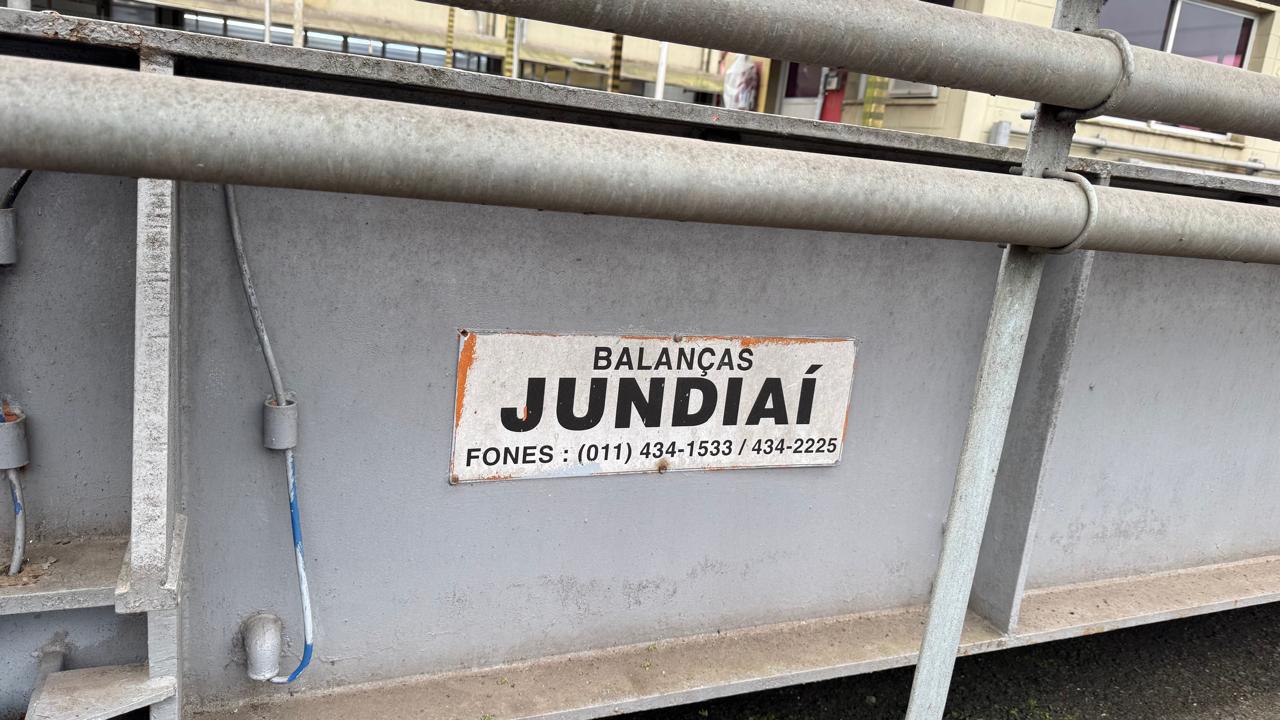 BALANÇAS
JUNDIAÍ
FONES : (011) 434-1533 / 434-2225